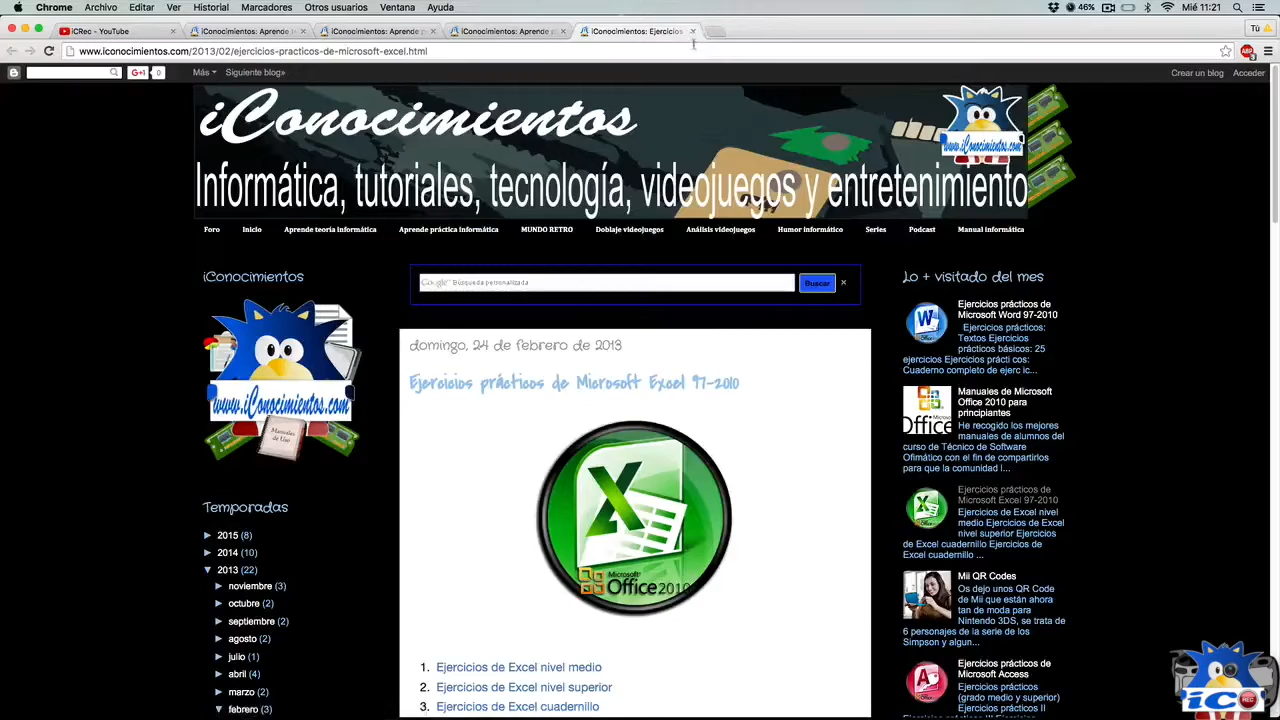 Chrome Archivo Editar Ver Historial Marcadores Otros usuarios Ventana Ayuda
46% Mié 11:21
iCRec - YouTube
iConocimientos: Aprende i
iConocimientos: Aprende p
iConocimientos: Aprende p
iConocimientos: Ejercicios
Tú
www.iconocimientos.com/2013/02/ejercicios-practicos-de-microsoft-excel.html
G+1 0 Más Siguiente blog» Crear un blog Acceder
iConocimientos
www.iConocimientos.com
Informática, tutoriales, tecnología, videojuegos y entretenimiento
Foro Inicio Aprende teoría informática Aprende práctica informática MUNDO RETRO Doblaje videojuegos Análisis videojuegos Humor informático Series Podcast Manual informática
iConocimientos
www.iConocimientos.com
Manuales de Uso
Temporadas
► 2015 (8)
► 2014 (10)
▼ 2013 (22)
► noviembre (3)
► octubre (2)
► septiembre (2)
► agosto (2)
► julio (1)
► abril (4)
► marzo (2)
▼ febrero (3)
Google Búsqueda personalizada Buscar ×
domingo, 24 de febrero de 2013
Ejercicios prácticos de Microsoft Excel 97-2010
Microsoft
Office 2010
1. Ejercicios de Excel nivel medio
2. Ejercicios de Excel nivel superior
3. Ejercicios de Excel cuadernillo
Lo + visitado del mes
Ejercicios prácticos de
Microsoft Word 97-2010
Ejercicios prácticos:
Textos Ejercicios
prácticos básicos: 25
ejercicios Ejercicios prácti cos:
Cuaderno completo de ejerc ic...
Manuales de Microsoft
Office 2010 para
principiantes
He recogido los mejores
manuales de alumnos del
curso de Técnico de Software
Ofimático con el fin de compartirlos
para que la comunidad l...
Ejercicios prácticos de
Microsoft Excel 97-2010
Ejercicios de Excel nivel
medio Ejercicios de Excel
nivel superior Ejercicios
de Excel cuadernillo Ejercicios de
Excel cuadernillo ...
Mii QR Codes
Os dejo unos QR Code
de Mii que están ahora
tan de moda para
Nintendo 3DS, se trata de
6 personajes de la serie de los
Simpson y algun...
Ejercicios prácticos de
Microsoft Access
Ejercicios prácticos
(grado medio y superior)
Ejercicios prácticos II
iC REC